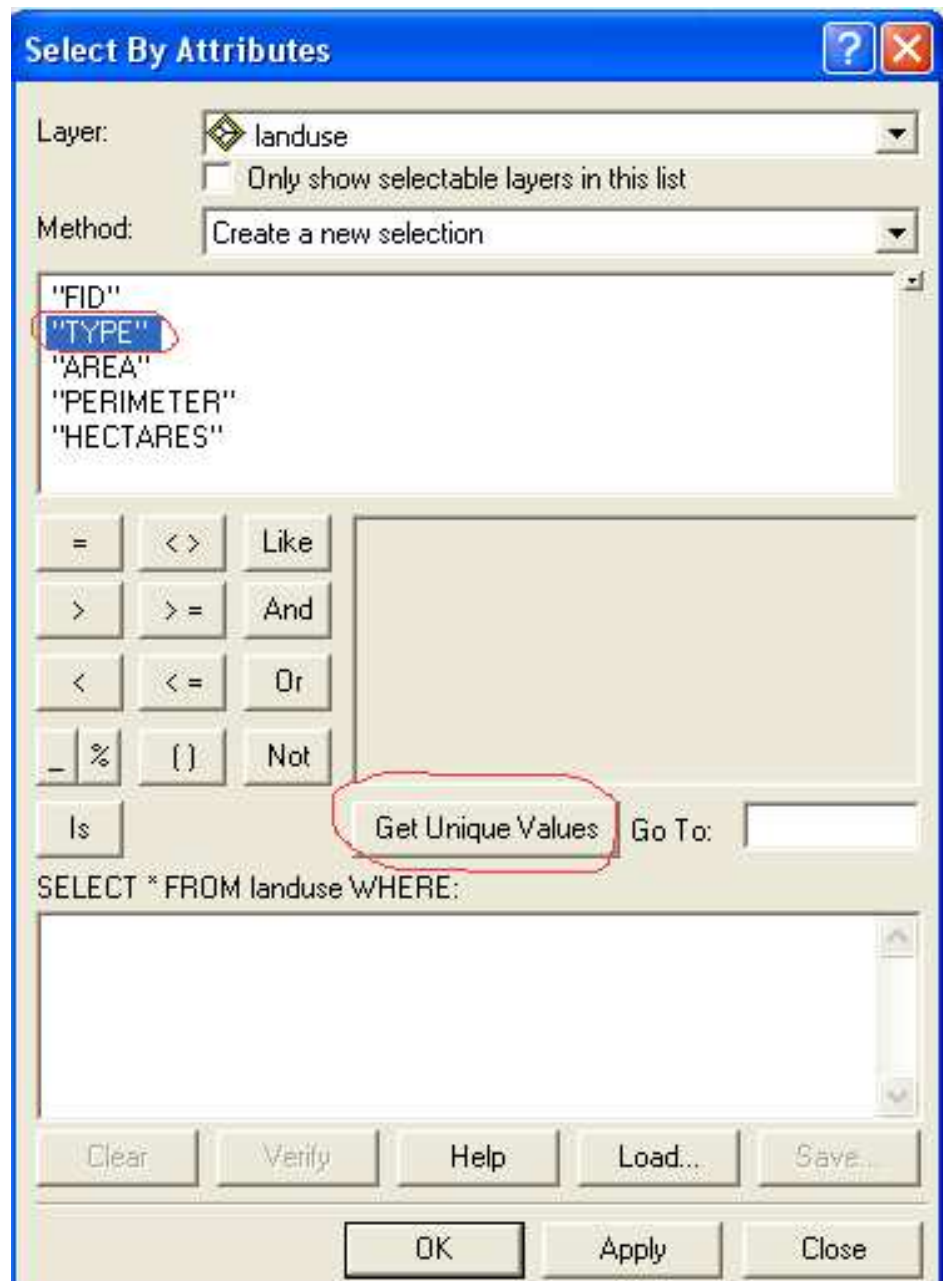 Select By Attributes
Layer: landuse
Only show selectable layers in this list
Method: Create a new selection
"FID"
"TYPE"
"AREA"
"PERIMETER"
"HECTARES"
= < > Like
> > = And
< < = Or
_ % ( ) Not
Is Get Unique Values Go To:
SELECT * FROM landuse WHERE:
Clear Verify Help Load... Save...
OK Apply Close